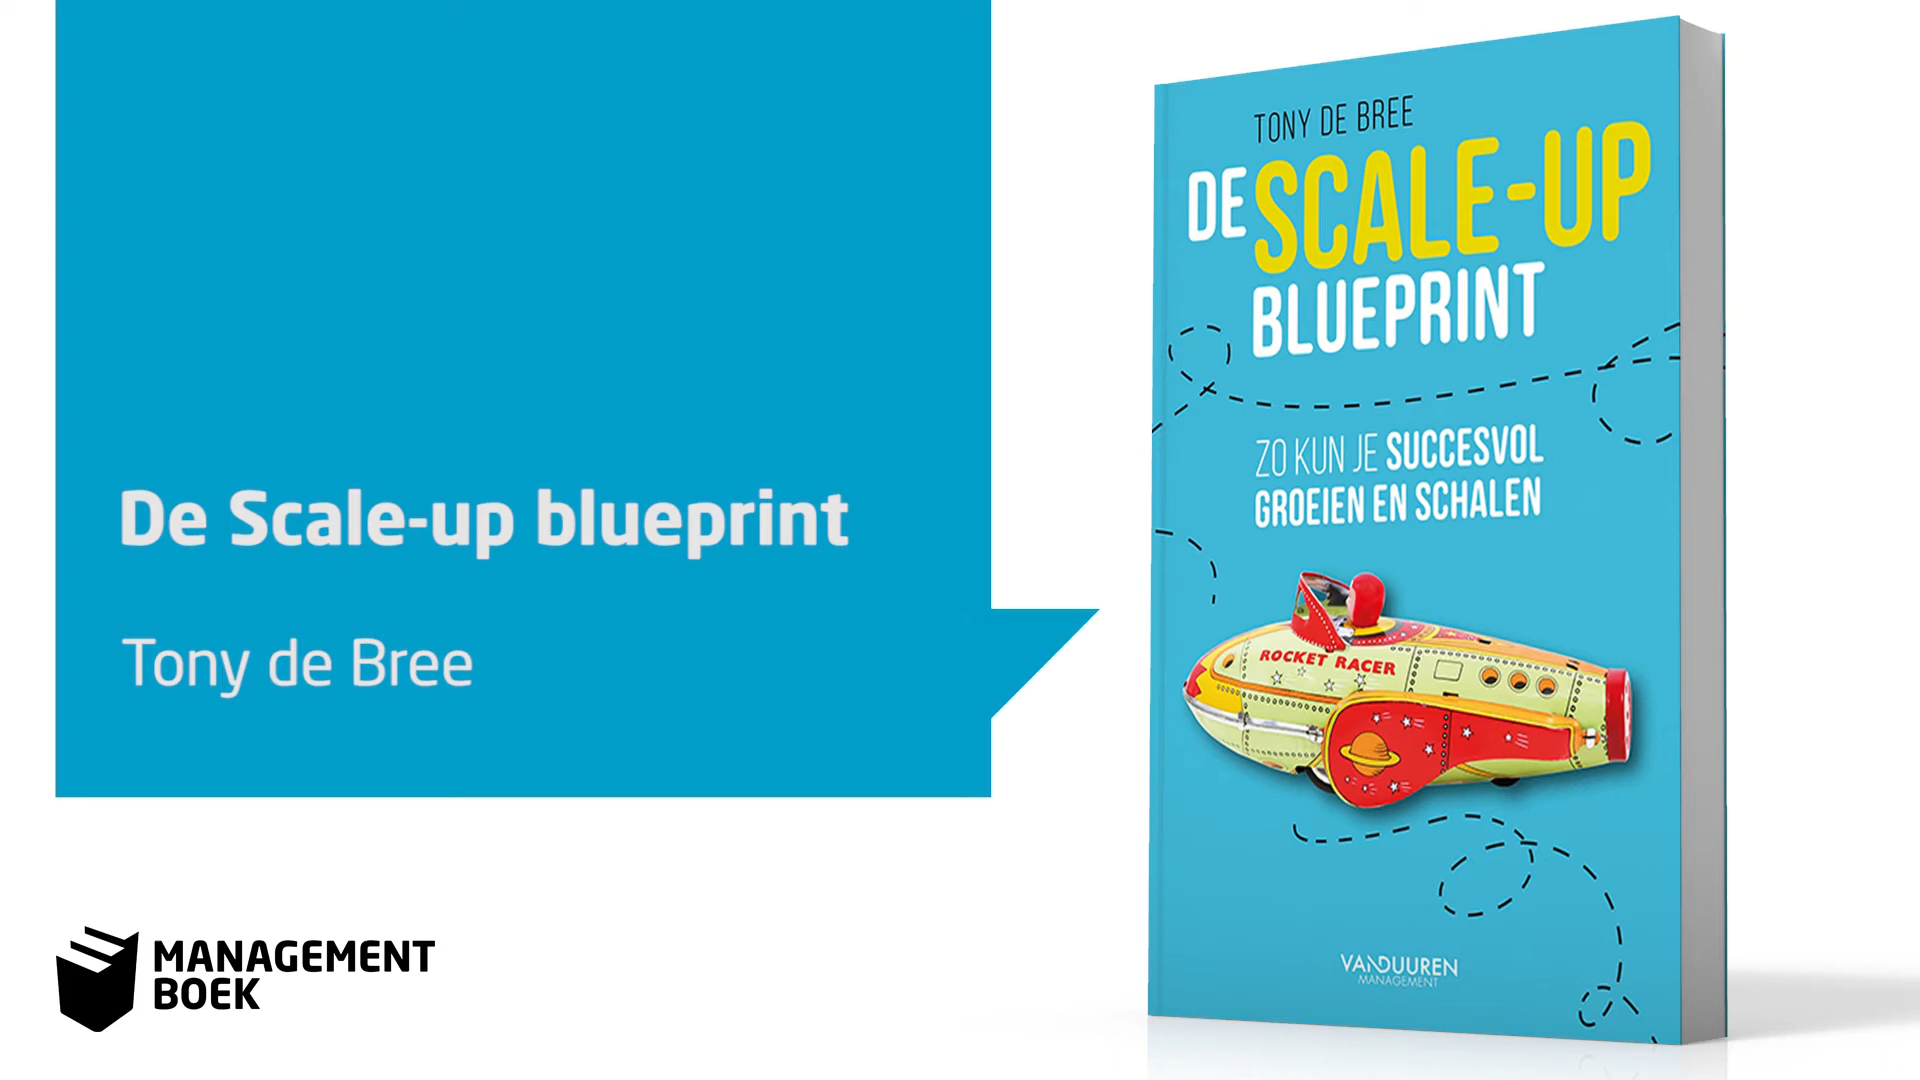 De Scale-up blueprint
Tony de Bree
MANAGEMENT
BOEK
TONY DE BREE
DE SCALE-UP
BLUEPRINT
ZO KUN JE SUCCESVOL
GROEIEN EN SCHALEN
ROCKET RACER
VANDUUREN
MANAGEMENT